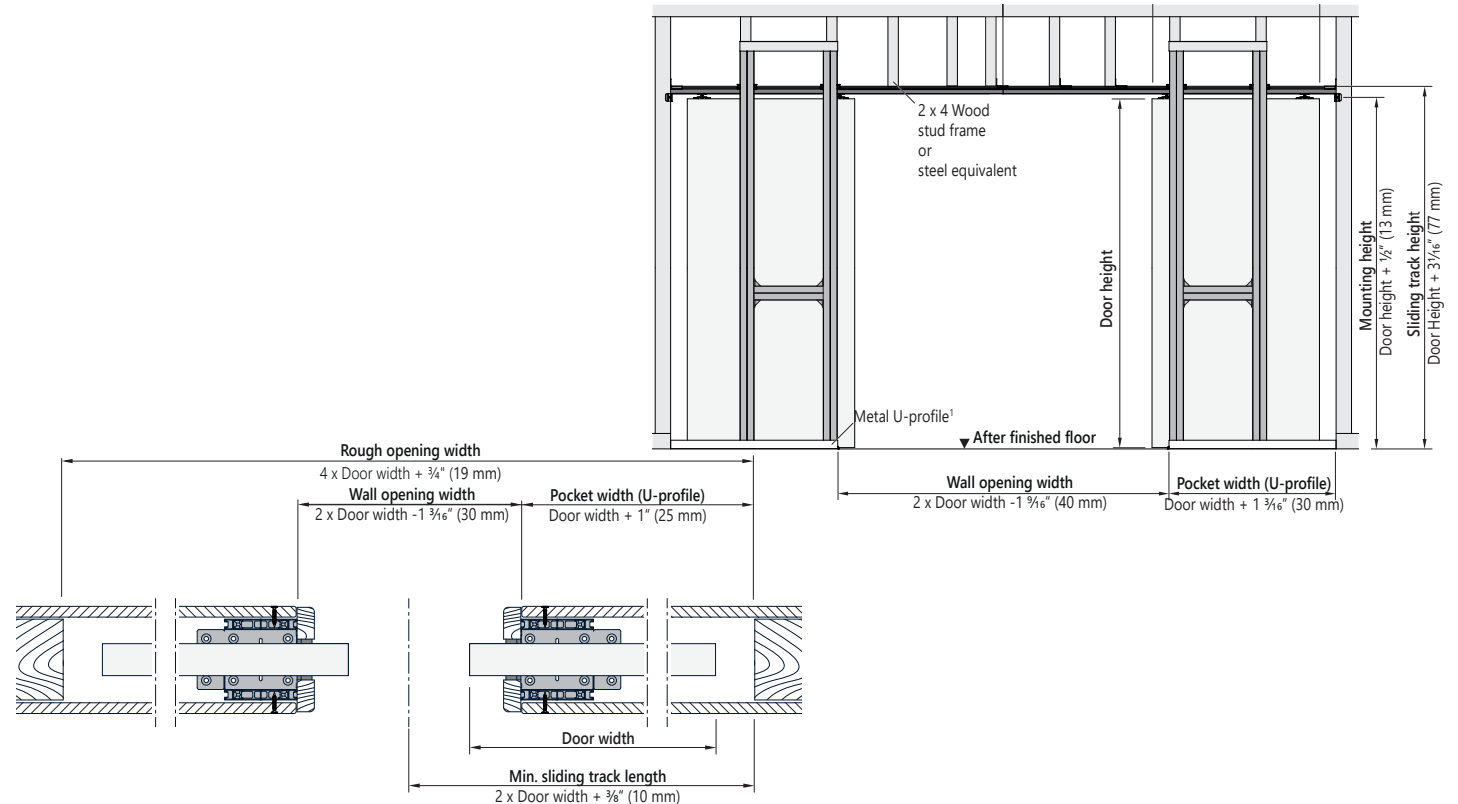 2 x 4 Wood
stud frame
or
steel equivalent
Door height
Mounting height
Door height + ½“ (13 mm)
Sliding track height
Door Height + 3¹⁄₁₆“ (77 mm)
Metal U-profile¹
After finished floor
Wall opening width
2 x Door width -1 ⁹⁄₁₆“ (40 mm)
Pocket width (U-profile)
Door width + 1 ³⁄₁₆“ (30 mm)
Rough opening width
4 x Door width + ¾“ (19 mm)
Wall opening width
2 x Door width -1 ³⁄₁₆“ (30 mm)
Pocket width (U-profile)
Door width + 1“ (25 mm)
Door width
Min. sliding track length
2 x Door width + ⅜“ (10 mm)